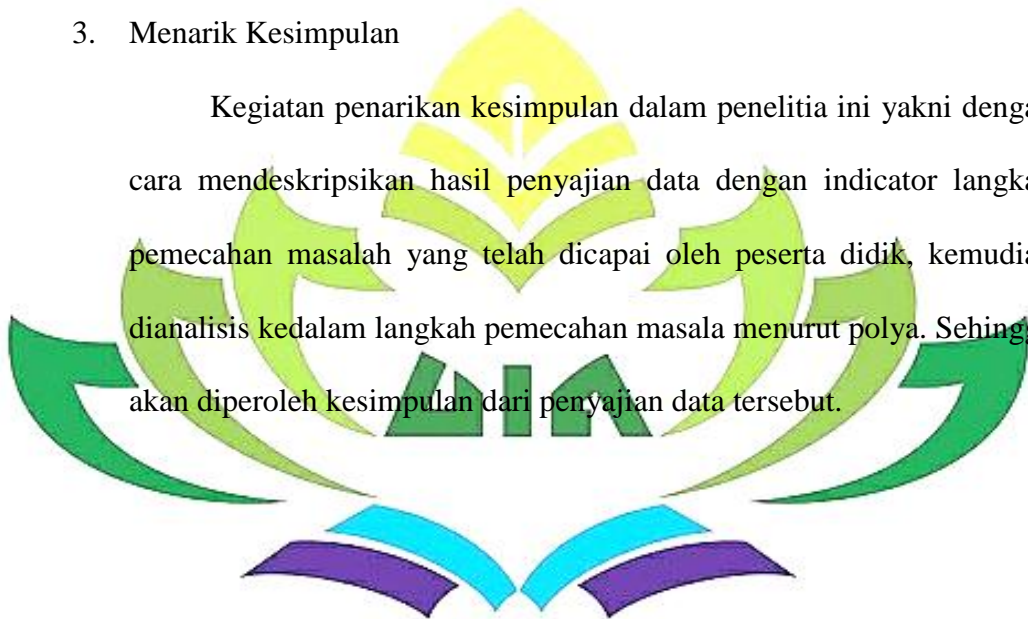 3. Menarik Kesimpulan
Kegiatan penarikan kesimpulan dalam penelitia ini yakni denga
cara mendeskripsikan hasil penyajian data dengan indicator langka
pemecahan masalah yang telah dicapai oleh peserta didik, kemudia
dianalisis kedalam langkah pemecahan masala menurut polya. Sehingg
akan diperoleh kesimpulan dari penyajian data tersebut.
UIN